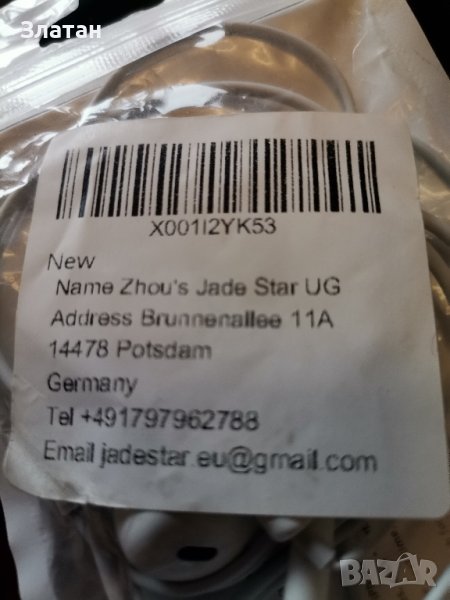 Златан
X001I2YK53
New
Name Zhou's Jade Star UG
Address Brunnenallee 11A
14478 Potsdam
Germany
Tel +491797962788
Email jadestar.eu@gmail.com
BAZAR